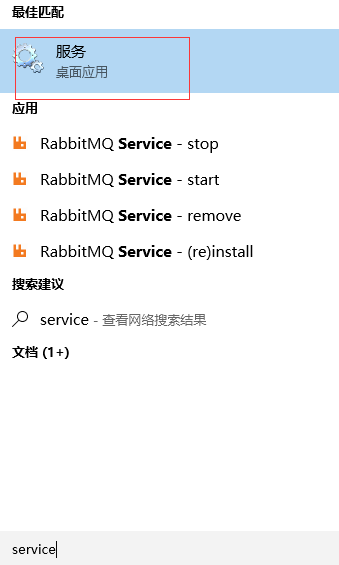 最佳匹配
服务
桌面应用
应用
RabbitMQ Service - stop
RabbitMQ Service - start
RabbitMQ Service - remove
RabbitMQ Service - (re)install
搜索建议
service - 查看网络搜索结果
文档 (1+)
service